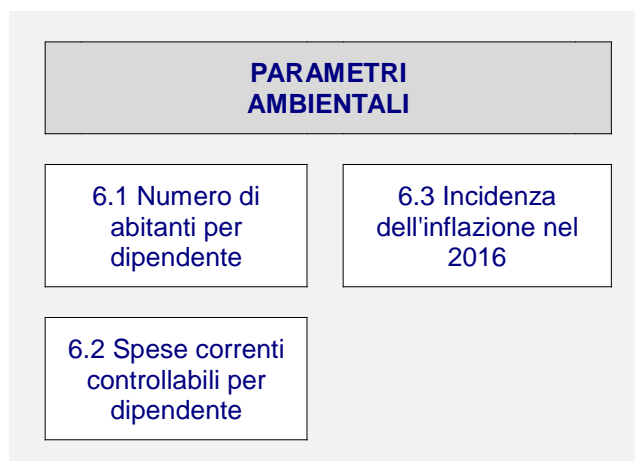 PARAMETRI
AMBIENTALI
6.1 Numero di
abitanti per
dipendente
6.3 Incidenza
dell'inflazione nel
2016
6.2 Spese correnti
controllabili per
dipendente